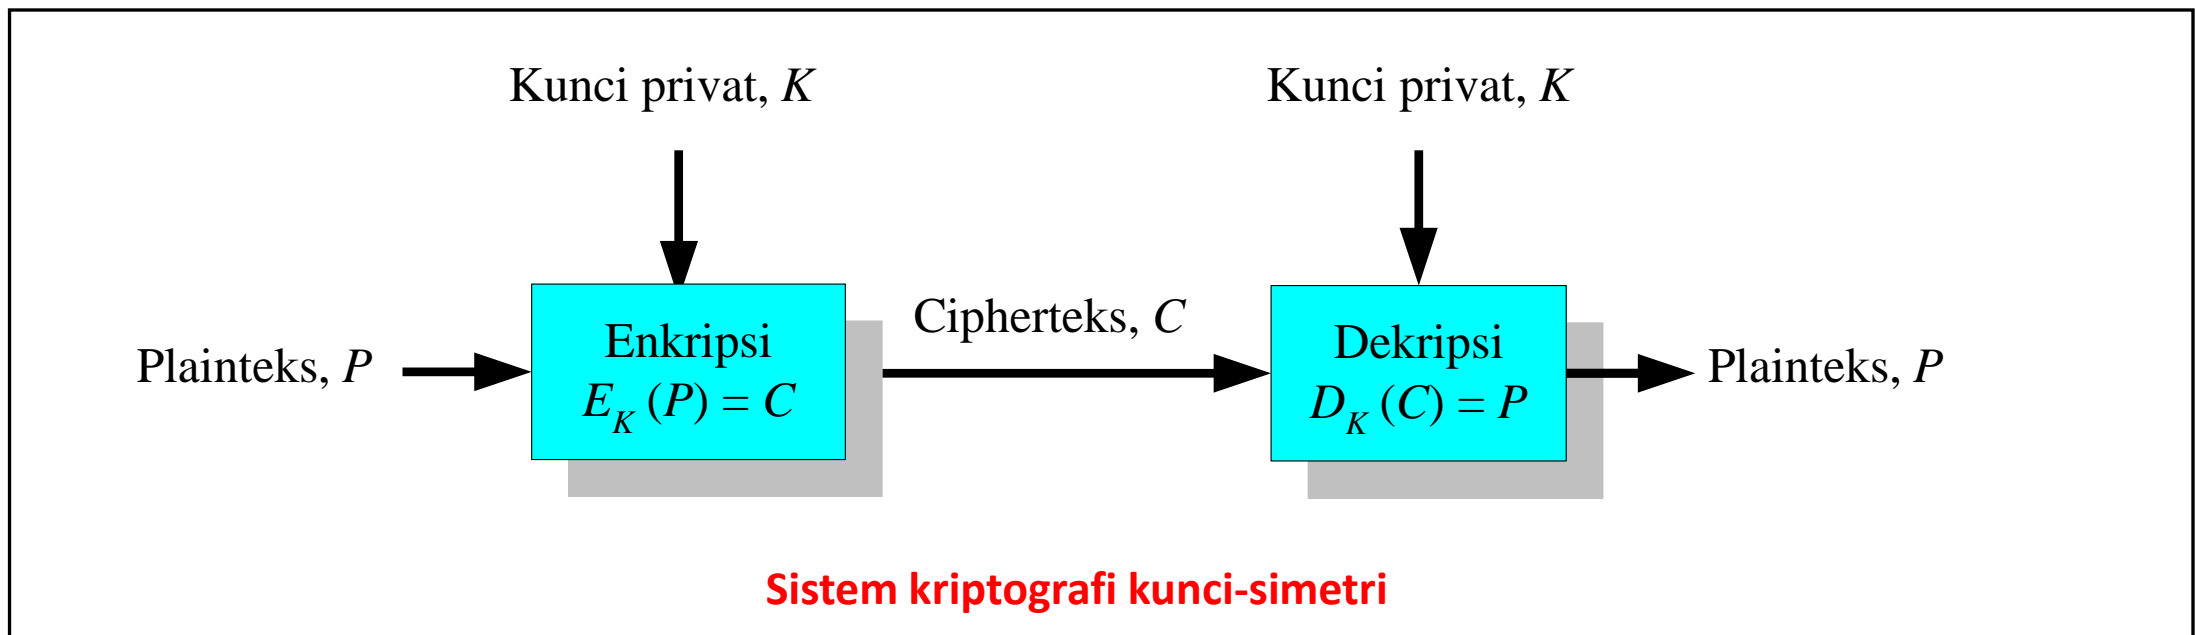 Kunci privat, K
Kunci privat, K
Plainteks, P
Enkripsi
E_K (P) = C
Cipherteks, C
Dekripsi
D_K (C) = P
Plainteks, P
Sistem kriptografi kunci-simetri